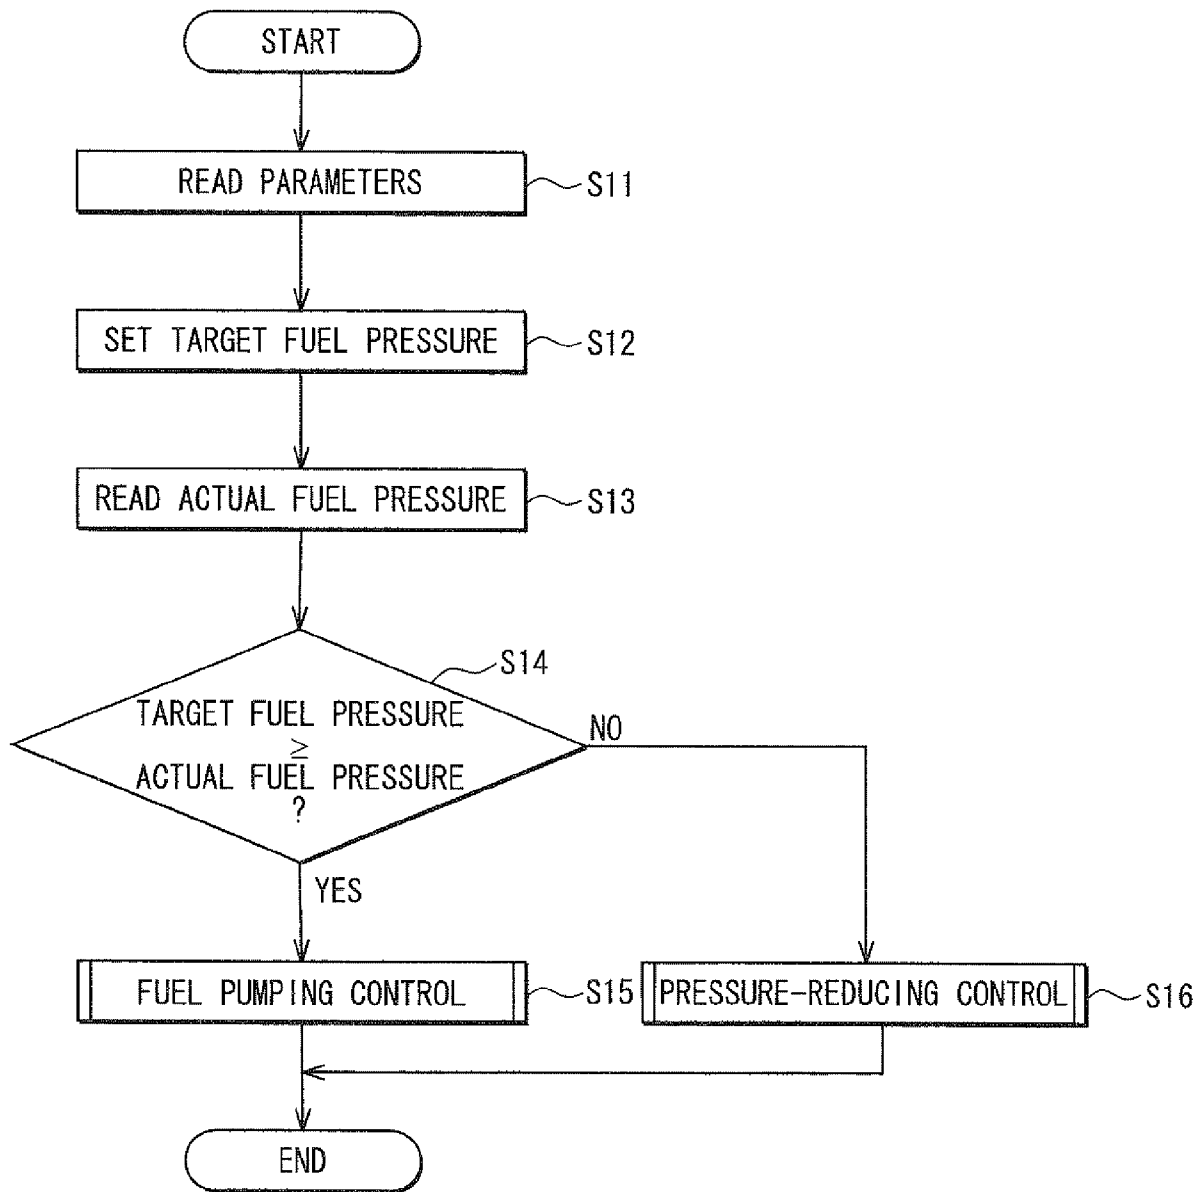 START
READ PARAMETERS
S11
SET TARGET FUEL PRESSURE
S12
READ ACTUAL FUEL PRESSURE
S13
S14
TARGET FUEL PRESSURE
≥
ACTUAL FUEL PRESSURE
?
NO
YES
FUEL PUMPING CONTROL
S15
PRESSURE-REDUCING CONTROL
S16
END